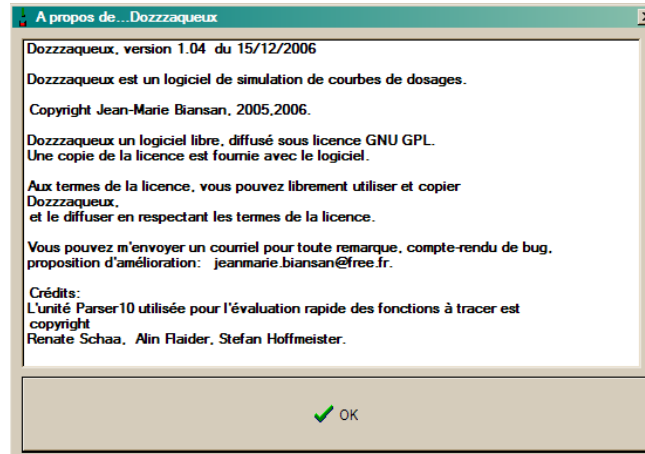 A propos de...Dozzzaqueux
Dozzzaqueux, version 1.04 du 15/12/2006
Dozzzaqueux est un logiciel de simulation de courbes de dosages.
Copyright Jean-Marie Biansan, 2005,2006.
Dozzzaqueux un logiciel libre, diffusé sous licence GNU GPL.
Une copie de la licence est fournie avec le logiciel.
Aux termes de la licence, vous pouvez librement utiliser et copier
Dozzzaqueux,
et le diffuser en respectant les termes de la licence.
Vous pouvez m'envoyer un courriel pour toute remarque, compte-rendu de bug,
proposition d'amélioration: jeanmarie.biansan@free.fr.
Crédits:
L'unité Parser10 utilisée pour l'évaluation rapide des fonctions à tracer est
copyright
Renate Schaa, Alin Flaider, Stefan Hoffmeister.
OK